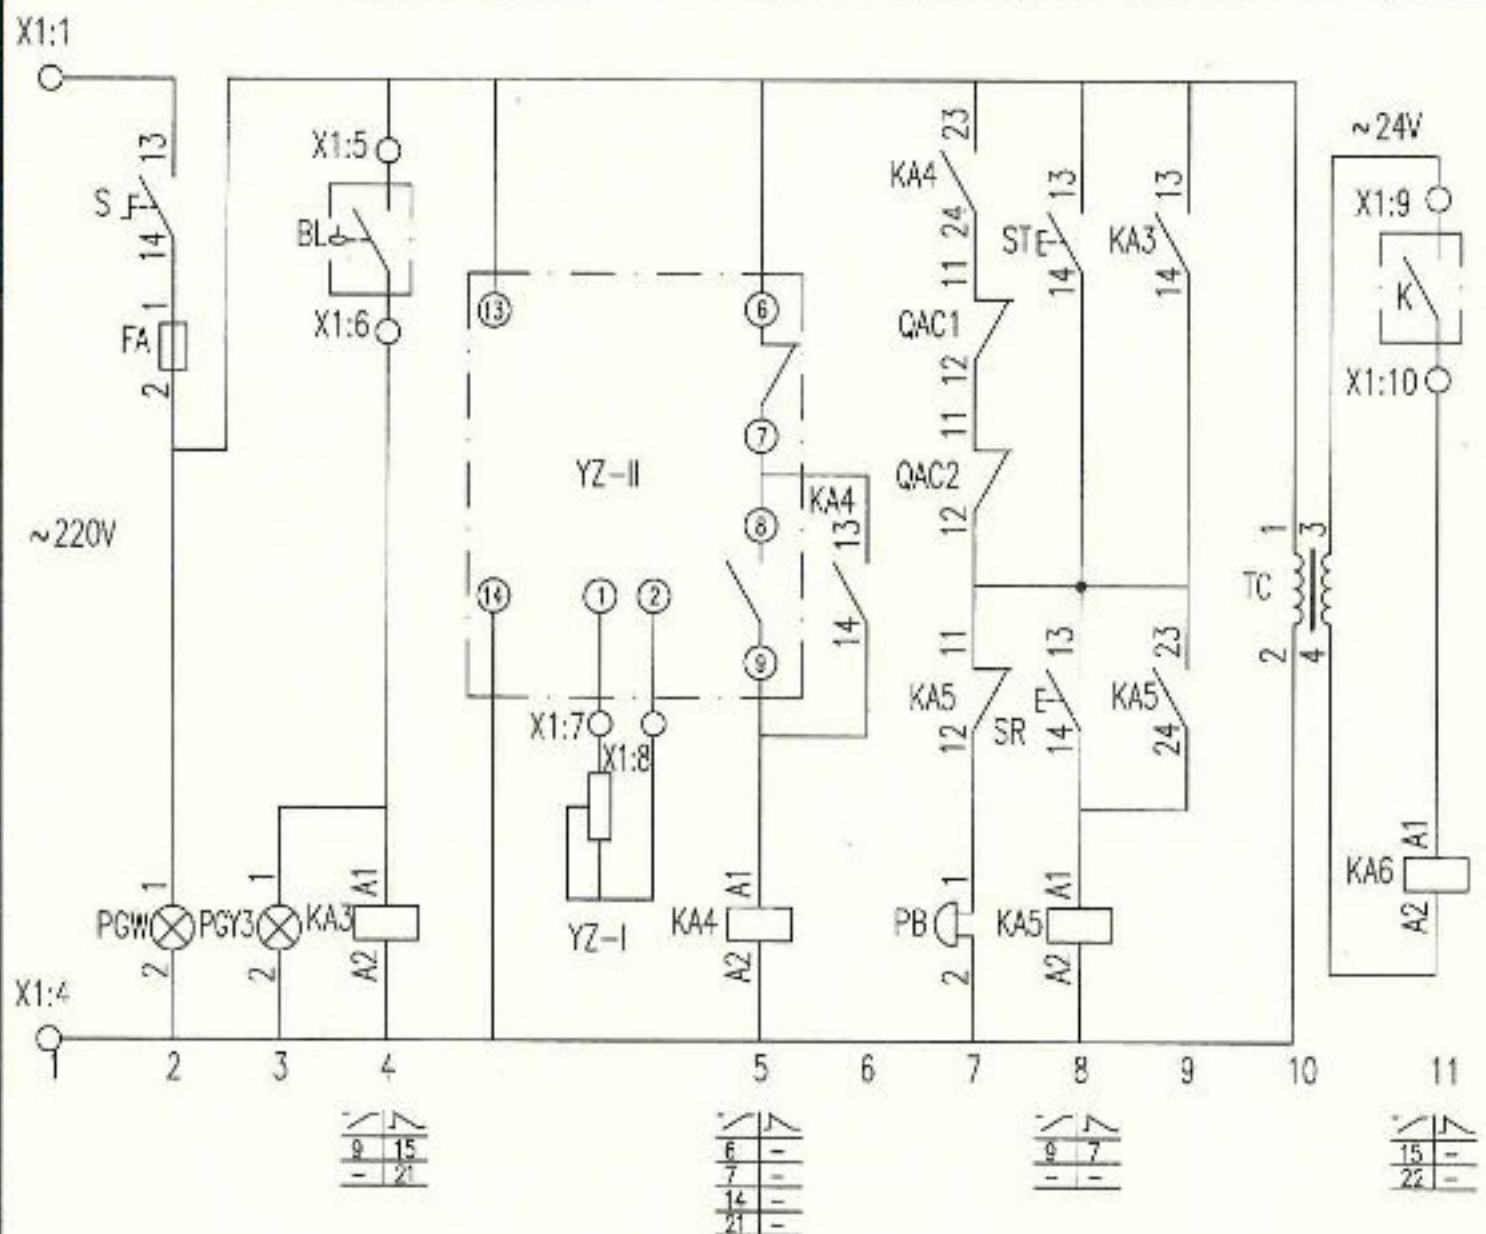 X1:1
~24V
13
X1:5
23
KA4
13
13
X1:9
S
14
BL
24
ST
14
KA3
14
K
1
FA
2
X1:6
13
6
11
QAC1
12
X1:10
7
11
QAC2
12
YZ-II
KA4
13
14
8
~220V
1
3
TC
2
4
14
1
2
9
11
KA5
12
13
SR
14
23
KA5
24
X1:7
X1:8
YZ-I
1
PGW
2
1
PGY3
2
A1
KA3
A2
A1
KA4
A2
1
PB
2
A1
KA5
A2
A1
KA6
A2
X1:4
1 2 3 4 5 6 7 8 9 10 11
9 15
- 21
6 -
7 -
14 -
21 -
9 7
- -
15 -
22 -